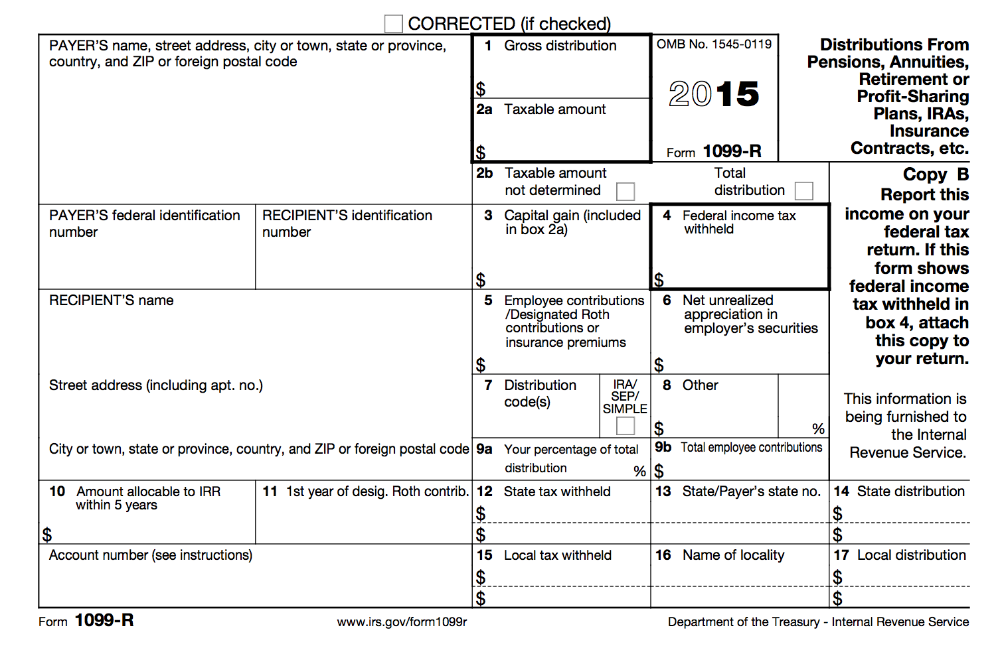 CORRECTED (if checked)
PAYER'S name, street address, city or town, state or province,
country, and ZIP or foreign postal code
1 Gross distribution
$
2a Taxable amount
$
OMB No. 1545-0119
2015
Form 1099-R
Distributions From
Pensions, Annuities,
Retirement or
Profit-Sharing
Plans, IRAs,
Insurance
Contracts, etc.
2b Taxable amount
not determined
Total
distribution
Copy B
Report this
income on your
federal tax
return. If this
form shows
federal income
tax withheld in
box 4, attach
this copy to
your return.
This information is
being furnished to
the Internal
Revenue Service.
PAYER'S federal identification
number
RECIPIENT'S identification
number
3 Capital gain (included
in box 2a)
$
4 Federal income tax
withheld
$
RECIPIENT'S name
5 Employee contributions
/Designated Roth
contributions or
insurance premiums
$
6 Net unrealized
appreciation in
employer's securities
$
Street address (including apt. no.)
7 Distribution
code(s)
IRA/
SEP/
SIMPLE
8 Other
$
%
City or town, state or province, country, and ZIP or foreign postal code
9a Your percentage of total
distribution %
9b Total employee contributions
$
10 Amount allocable to IRR
within 5 years
$
11 1st year of desig. Roth contrib.
12 State tax withheld
$
$
13 State/Payer's state no.
14 State distribution
$
$
Account number (see instructions)
15 Local tax withheld
$
$
16 Name of locality
17 Local distribution
$
$
Form 1099-R
www.irs.gov/form1099r
Department of the Treasury - Internal Revenue Service